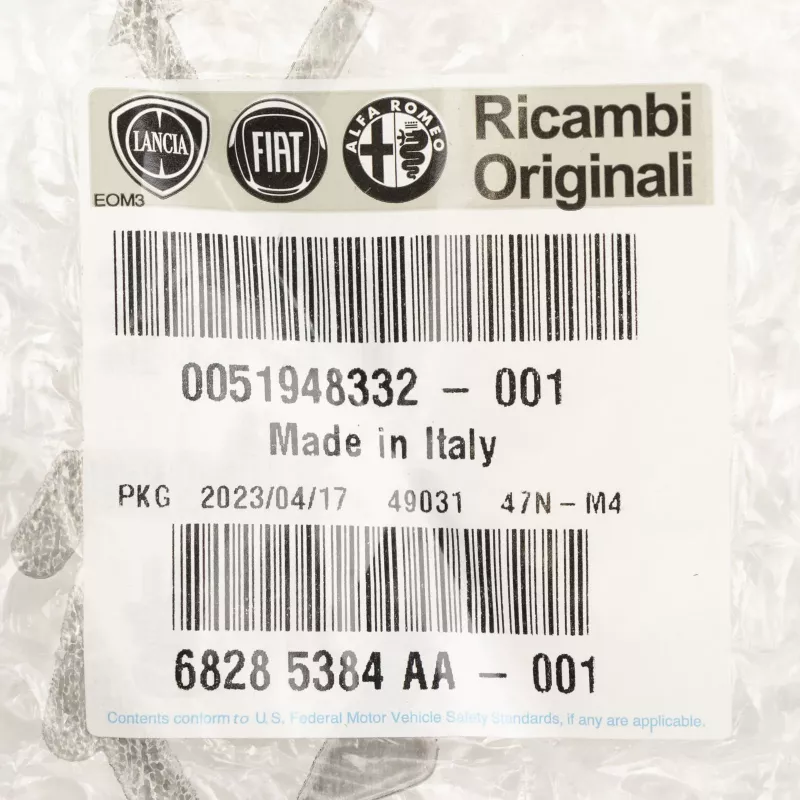 LANCIA
FIAT
ALFA ROMEO
Ricambi
Originali
EOM3
0051948332 - 001
Made in Italy
PKG 2023/04/17 49031 47N-M4
6828 5384 AA - 001
Contents conform to U.S. Federal Motor Vehicle Safety Standards, if any are applicable.